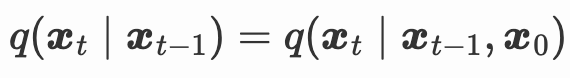 q(𝒙ₜ | 𝒙ₜ₋₁) = q(𝒙ₜ | 𝒙ₜ₋₁, 𝒙₀)